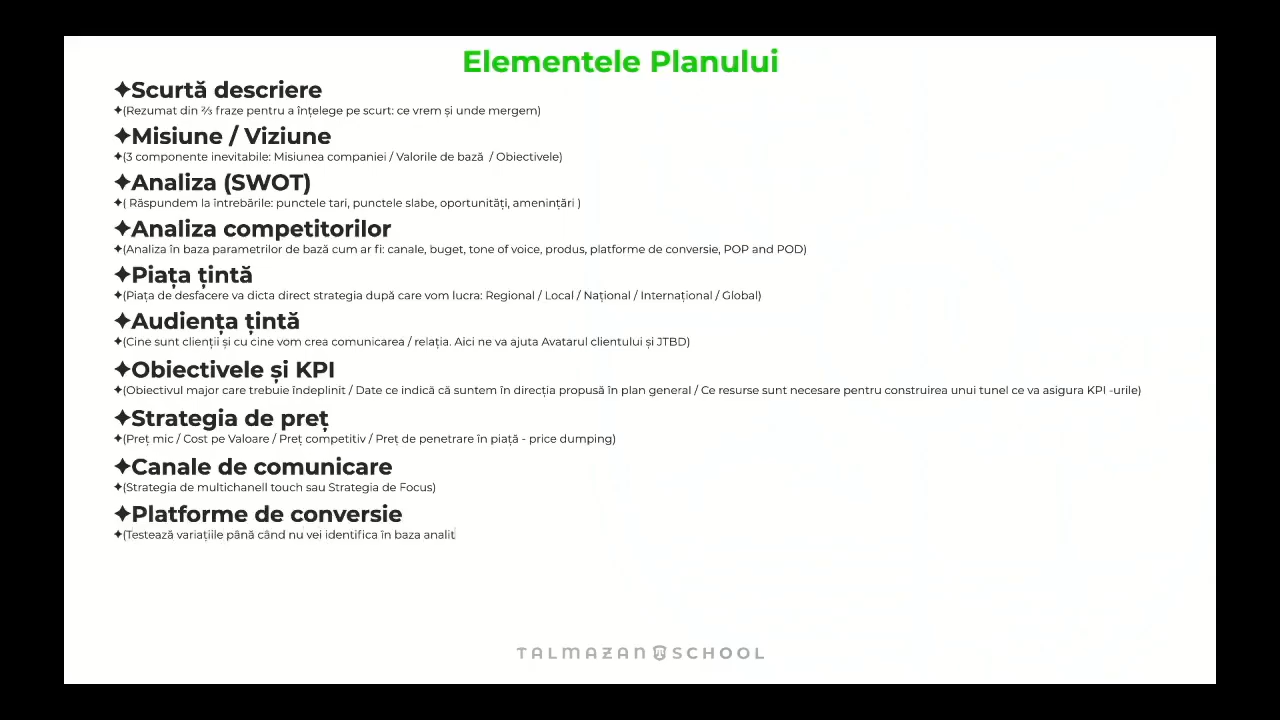 Elementele Planului
✦Scurtă descriere
✦(Rezumat din ⅔ fraze pentru a înțelege pe scurt: ce vrem și unde mergem)
✦Misiune / Viziune
✦(3 componente inevitabile: Misiunea companiei / Valorile de bază / Obiectivele)
✦Analiza (SWOT)
✦( Răspundem la întrebările: punctele tari, punctele slabe, oportunități, amenințări )
✦Analiza competitorilor
✦(Analiza în baza parametrilor de bază cum ar fi: canale, buget, tone of voice, produs, platforme de conversie, POP and POD)
✦Piața țintă
✦(Piața de desfacere va dicta direct strategia după care vom lucra: Regional / Local / Național / Internațional / Global)
✦Audiența țintă
✦(Cine sunt clienții și cu cine vom crea comunicarea / relația. Aici ne va ajuta Avatarul clientului și JTBD)
✦Obiectivele și KPI
✦(Obiectivul major care trebuie îndeplinit / Date ce indică că suntem în direcția propusă în plan general / Ce resurse sunt necesare pentru construirea unui tunel ce va asigura KPI -urile)
✦Strategia de preț
✦(Preț mic / Cost pe Valoare / Preț competitiv / Preț de penetrare în piață - price dumping)
✦Canale de comunicare
✦(Strategia de multichanell touch sau Strategia de Focus)
✦Platforme de conversie
✦(Testează variațiile până când nu vei identifica în baza analit
TALMAZAN SCHOOL